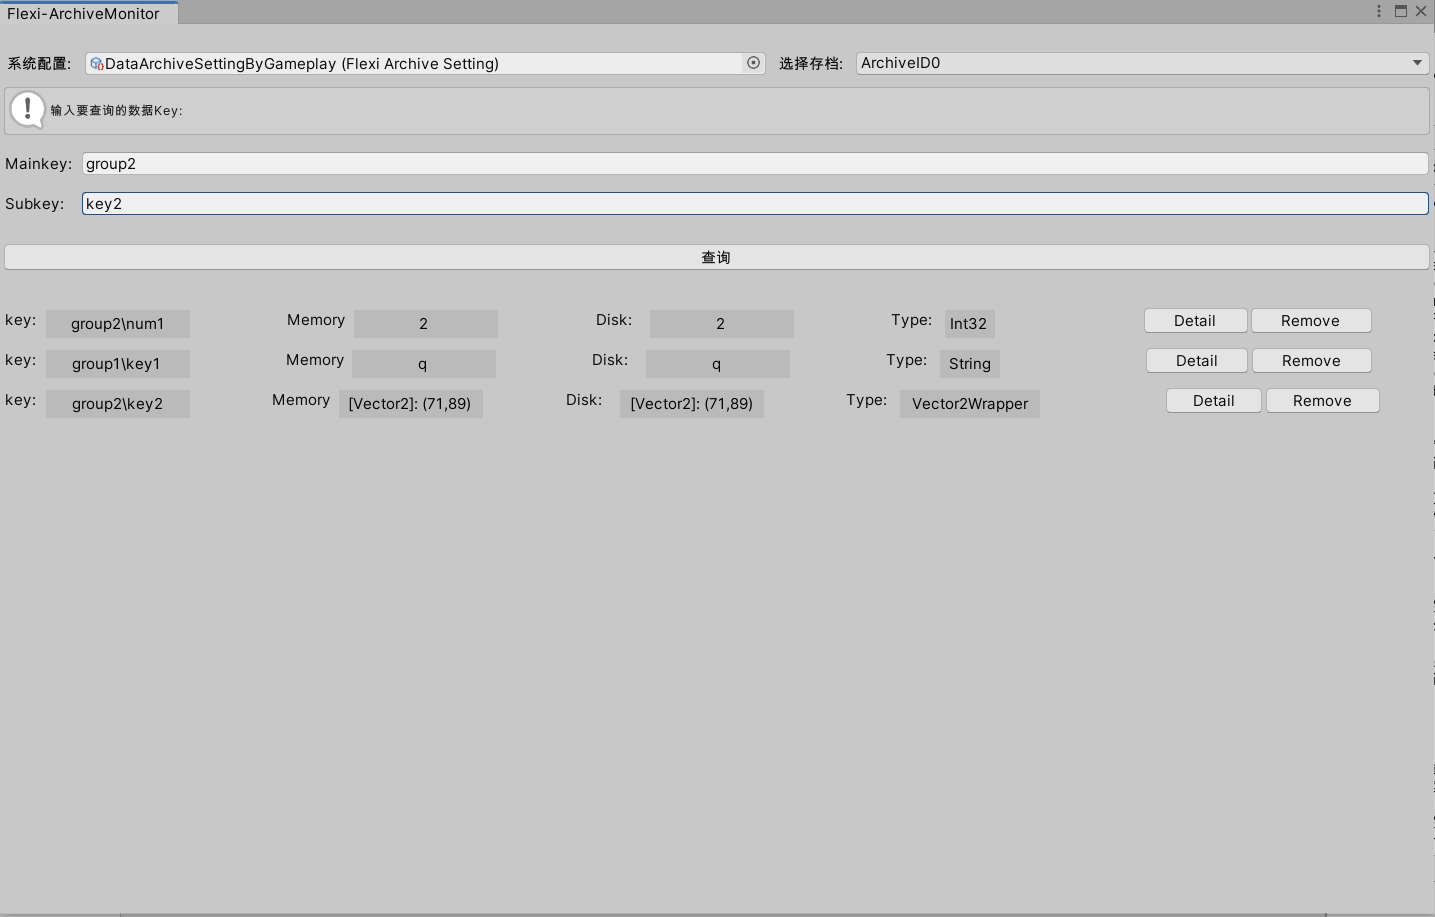 Flexi-ArchiveMonitor
系统配置: DataArchiveSettingByGameplay (Flexi Archive Setting) 选择存档: ArchiveID0
输入要查询的数据Key:
Mainkey: group2
Subkey: key2
查询
key: group2\num1 Memory 2 Disk: 2 Type: Int32 Detail Remove
key: group1\key1 Memory q Disk: q Type: String Detail Remove
key: group2\key2 Memory [Vector2]: (71,89) Disk: [Vector2]: (71,89) Type: Vector2Wrapper Detail Remove